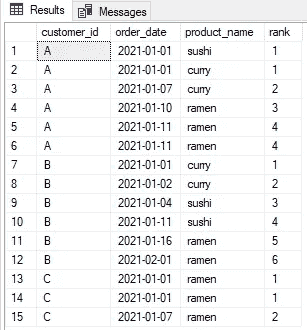 Results Messages
customer_id order_date product_name rank
1 A 2021-01-01 sushi 1
2 A 2021-01-01 curry 1
3 A 2021-01-07 curry 2
4 A 2021-01-10 ramen 3
5 A 2021-01-11 ramen 4
6 A 2021-01-11 ramen 4
7 B 2021-01-01 curry 1
8 B 2021-01-02 curry 2
9 B 2021-01-04 sushi 3
10 B 2021-01-11 sushi 4
11 B 2021-01-16 ramen 5
12 B 2021-02-01 ramen 6
13 C 2021-01-01 ramen 1
14 C 2021-01-01 ramen 1
15 C 2021-01-07 ramen 2